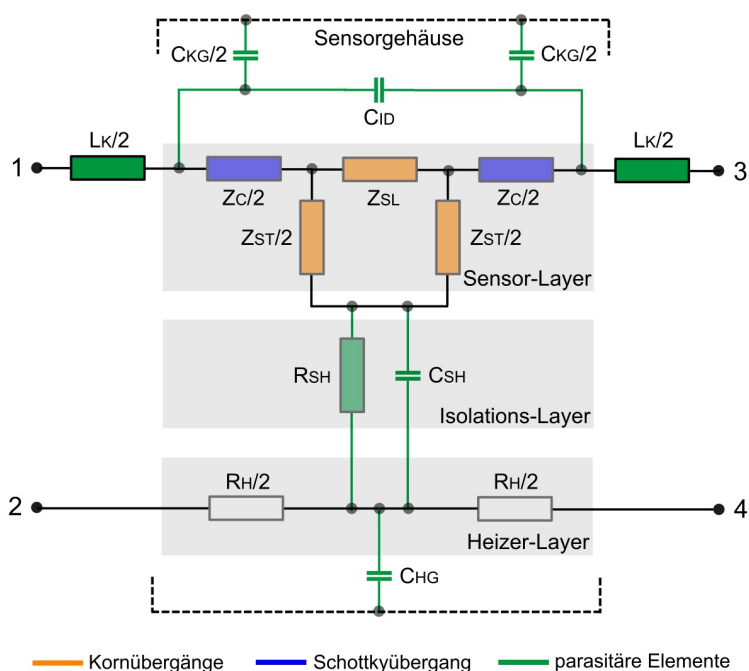 Sensorgehäuse
CKG/2
CKG/2
CID
LK/2
LK/2
1
3
ZC/2
ZSL
ZC/2
ZST/2
ZST/2
Sensor-Layer
RSH
CSH
Isolations-Layer
RH/2
RH/2
2
4
Heizer-Layer
CHG
Kornübergänge
Schottkyübergang
parasitäre Elemente